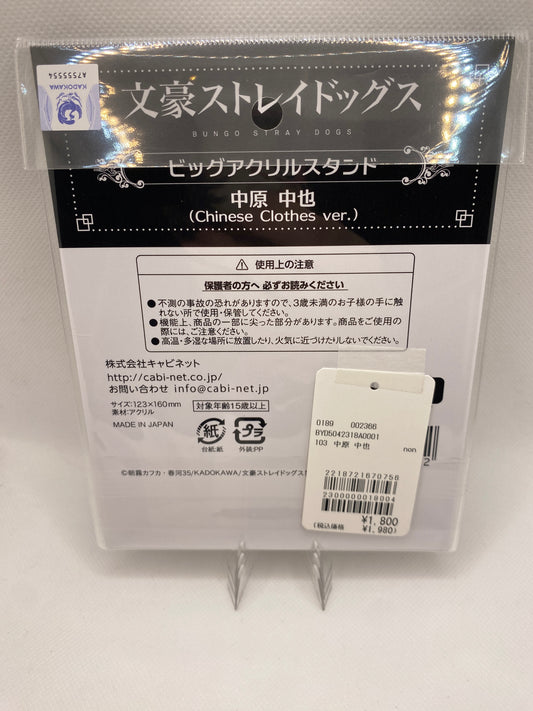 KADOKAWA
A7555554
文豪ストレイドッグス
BUNGO STRAY DOGS
ビッグアクリルスタンド
中原 中也
(Chinese Clothes ver.)
⚠ 使用上の注意
保護者の方へ 必ずお読みください
●不測の事故の恐れがありますので、3歳未満のお子様の手に触
れない所で使用・保管してください。
●機能上、商品の一部に尖った部分があります。商品をご使用の
際には、ご注意ください。
●高温・多湿な場所に放置したり、火気に近づけたりしないでください。
株式会社キャビネット
http://cabi-net.co.jp/
お問い合わせ info@cabi-net.jp
サイズ:123×160mm
素材:アクリル
対象年齢15歳以上
MADE IN JAPAN
紙
台紙:紙
プラ
外装:PP
©朝霧カフカ・春河35/KADOKAWA/文豪ストレイドッグス
0189 002366
BYD5042318A0001
103 中原 中也
non
2218721670756
2300000018004
¥1,800
(税込価格 ¥1,980)
2